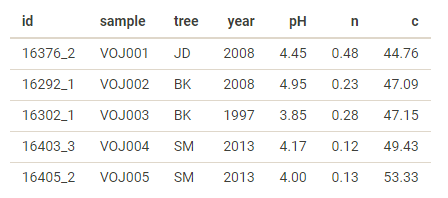 id sample tree year pH n c
16376_2 VOJ001 JD 2008 4.45 0.48 44.76
16292_1 VOJ002 BK 2008 4.95 0.23 47.09
16302_1 VOJ003 BK 1997 3.85 0.28 47.15
16403_3 VOJ004 SM 2013 4.17 0.12 49.43
16405_2 VOJ005 SM 2013 4.00 0.13 53.33